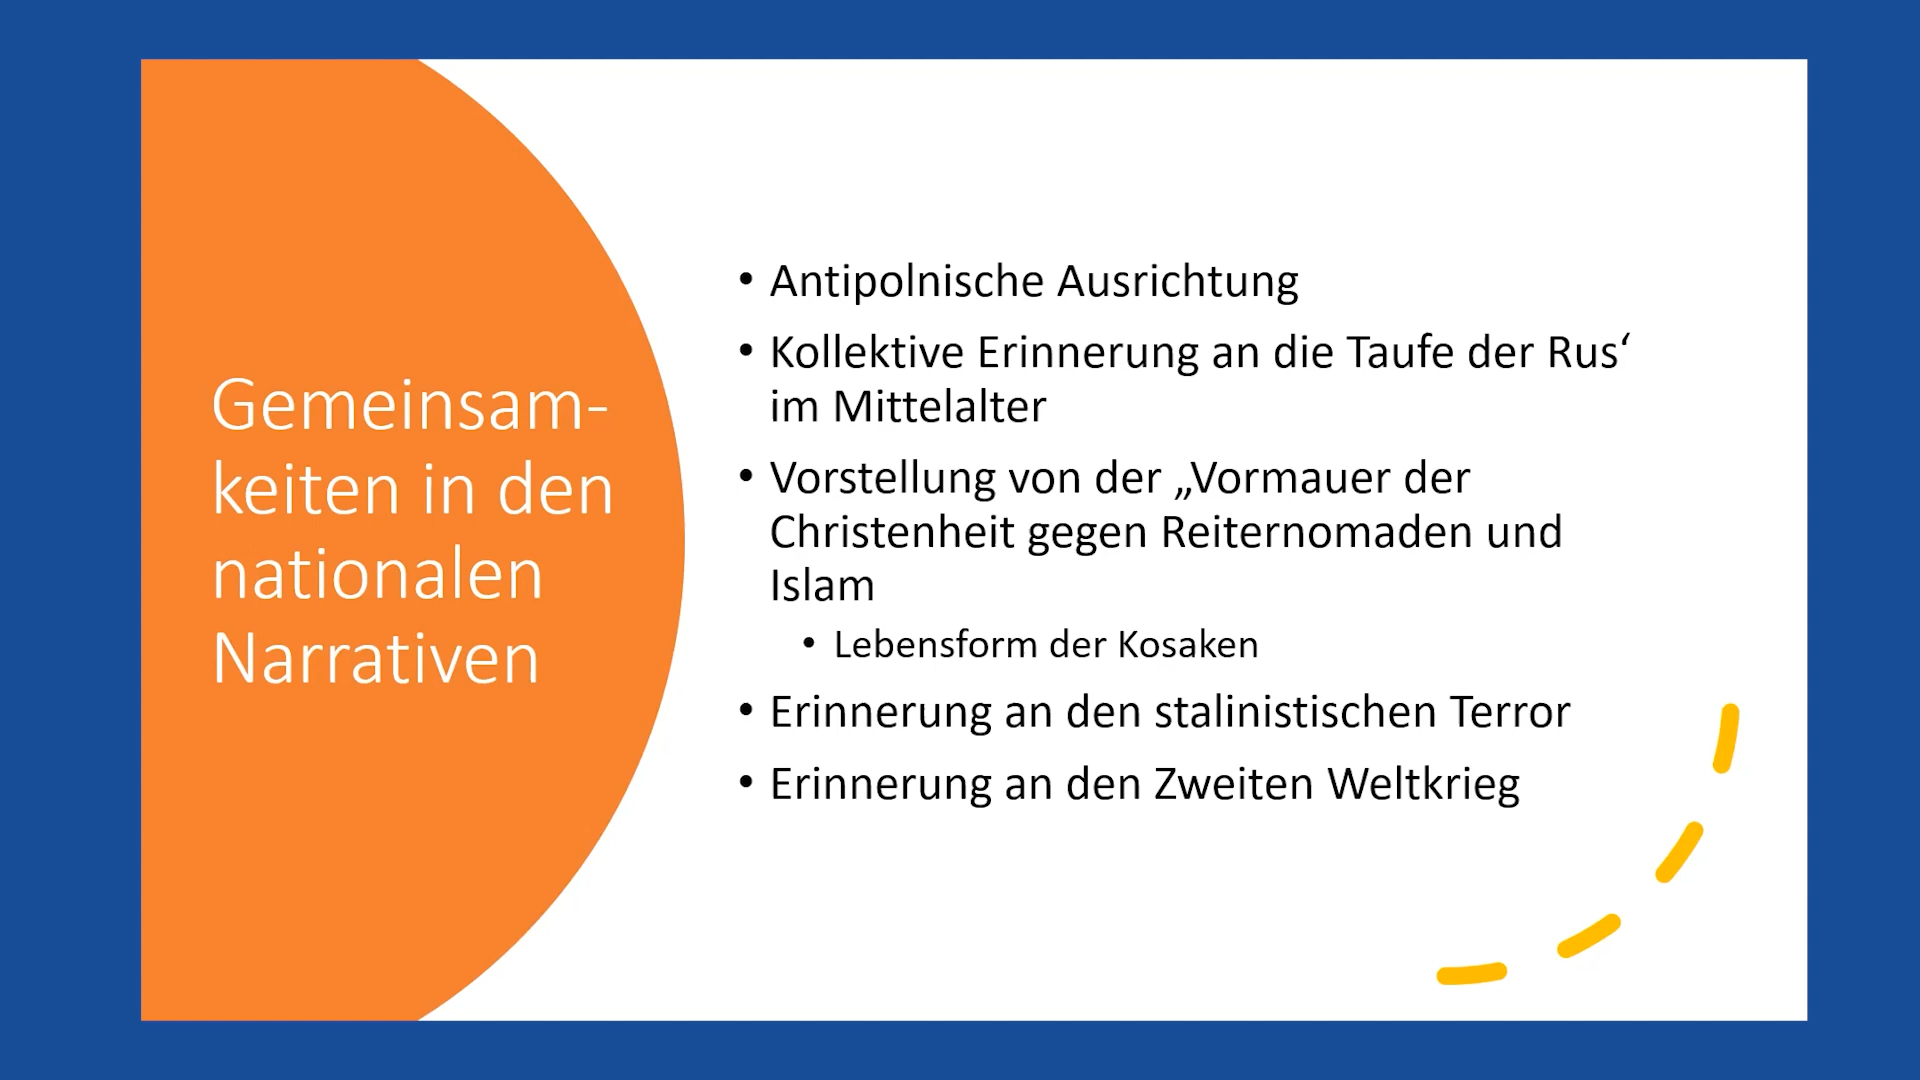 Gemeinsam-
keiten in den
nationalen
Narrativen
• Antipolnische Ausrichtung
• Kollektive Erinnerung an die Taufe der Rus‘
im Mittelalter
• Vorstellung von der „Vormauer der
Christenheit gegen Reiternomaden und
Islam
• Lebensform der Kosaken
• Erinnerung an den stalinistischen Terror
• Erinnerung an den Zweiten Weltkrieg